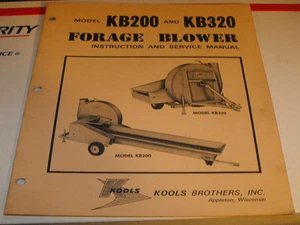 RITY
MODEL KB200 AND KB320
FORAGE BLOWER
INSTRUCTION AND SERVICE MANUAL
MODEL KB320
MODEL KB200
KOOLS
KOOLS BROTHERS, INC.
Appleton, Wisconsin